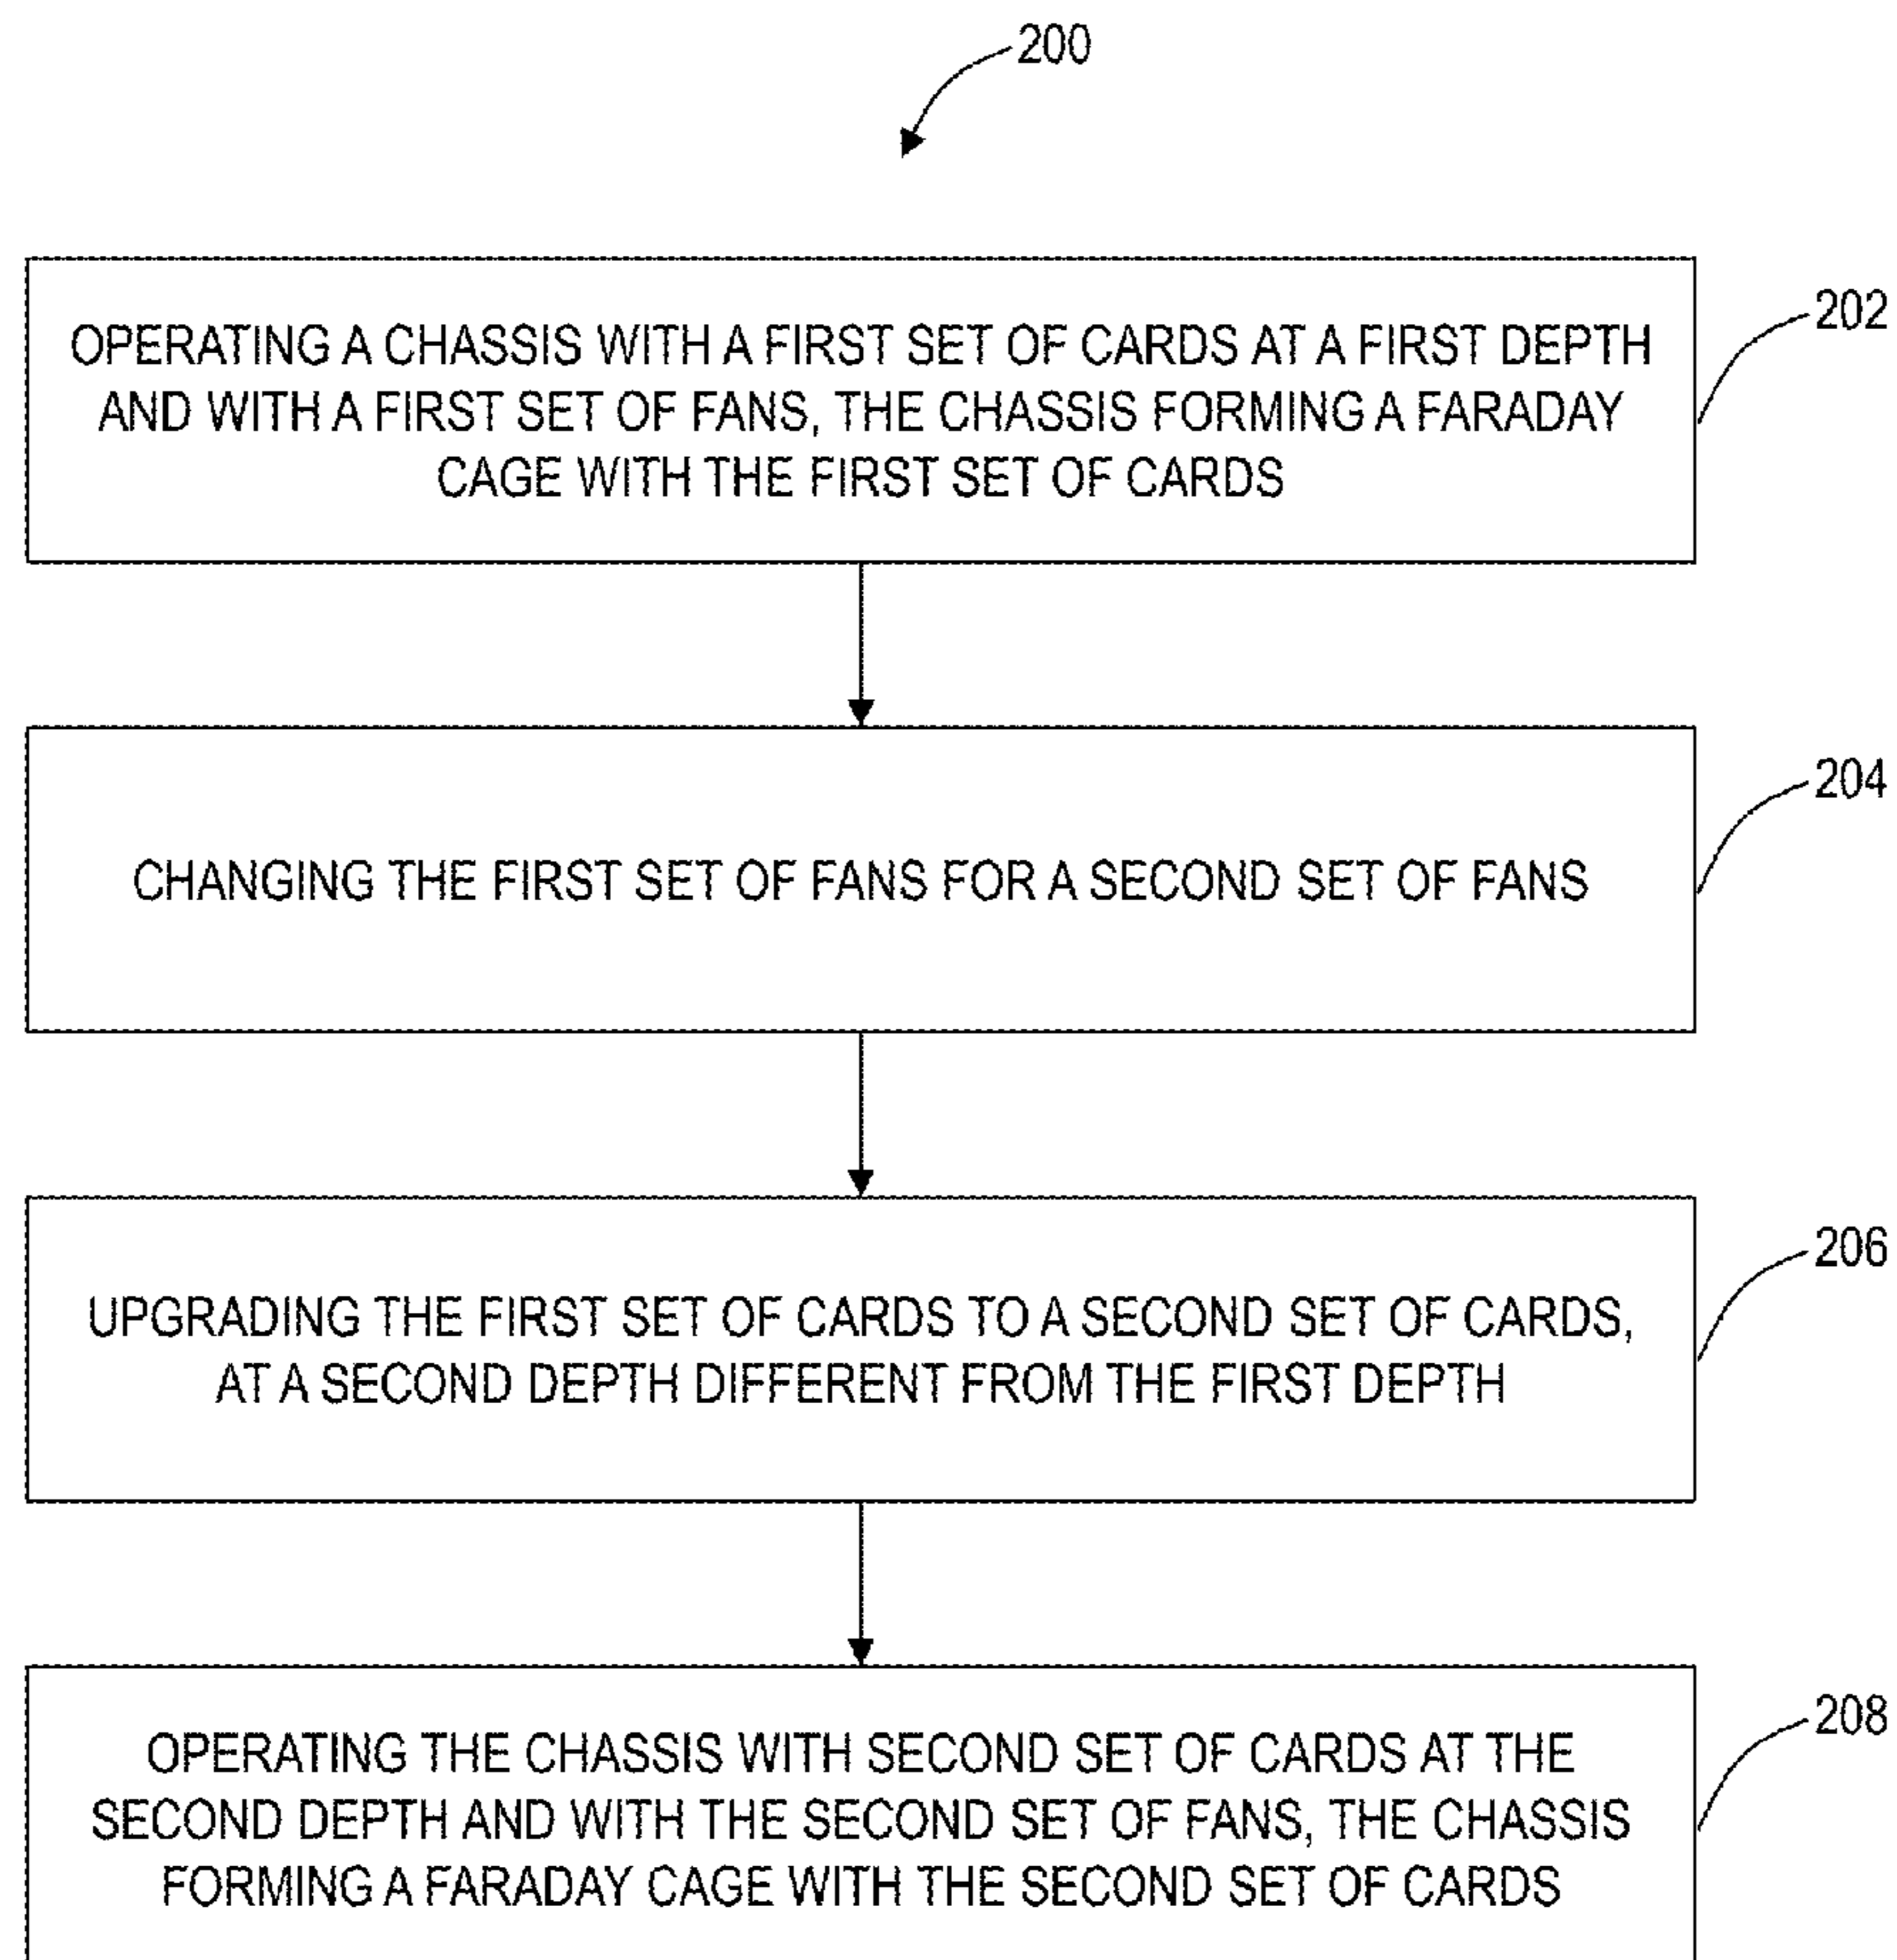 200
OPERATING A CHASSIS WITH A FIRST SET OF CARDS AT A FIRST DEPTH
AND WITH A FIRST SET OF FANS, THE CHASSIS FORMING A FARADAY
CAGE WITH THE FIRST SET OF CARDS
202
CHANGING THE FIRST SET OF FANS FOR A SECOND SET OF FANS
204
UPGRADING THE FIRST SET OF CARDS TO A SECOND SET OF CARDS,
AT A SECOND DEPTH DIFFERENT FROM THE FIRST DEPTH
206
OPERATING THE CHASSIS WITH SECOND SET OF CARDS AT THE
SECOND DEPTH AND WITH THE SECOND SET OF FANS, THE CHASSIS
FORMING A FARADAY CAGE WITH THE SECOND SET OF CARDS
208